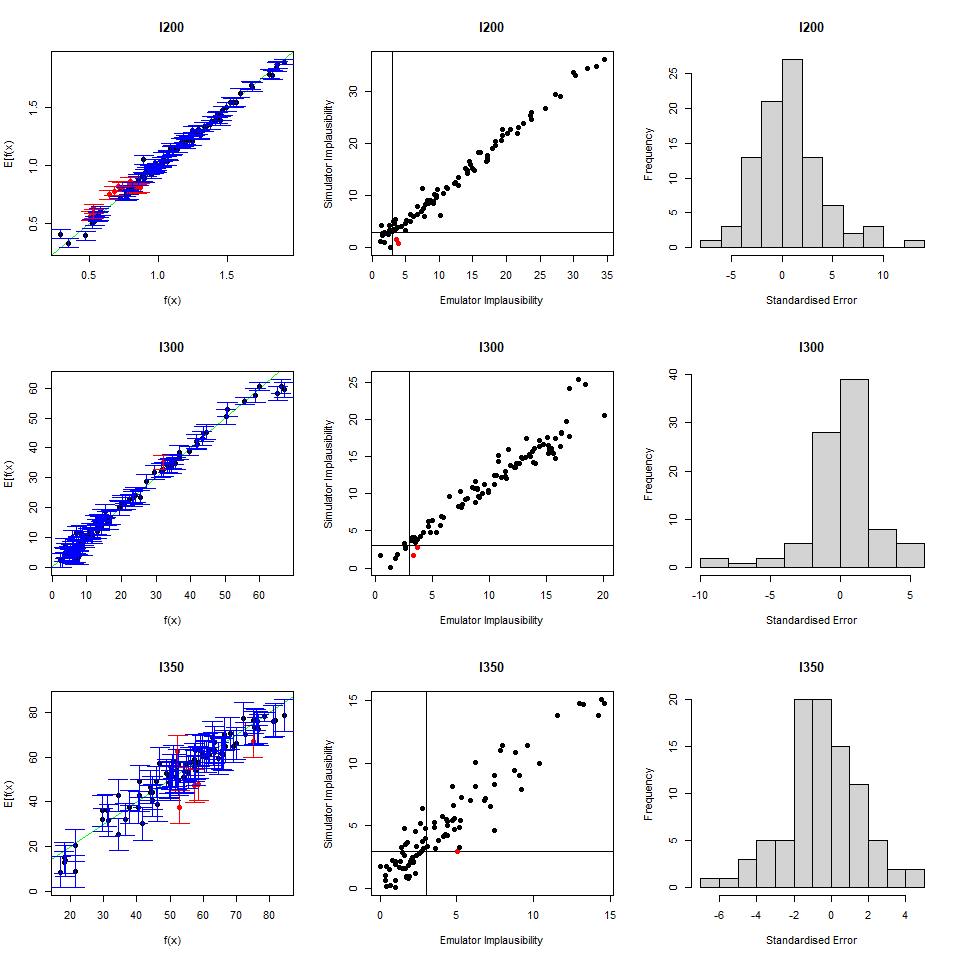 I200
E[f(x)
0.5 1.0 1.5
0.5 1.0 1.5
f(x)
I200
Simulator Implausibility
0 10 20 30
0 5 10 15 20 25 30 35
Emulator Implausibility
I200
Frequency
0 5 10 15 20 25
-5 0 5 10
Standardised Error
I300
E[f(x)
0 10 20 30 40 50 60
0 10 20 30 40 50 60
f(x)
I300
Simulator Implausibility
0 5 10 15 20 25
0 5 10 15 20
Emulator Implausibility
I300
Frequency
0 10 20 30 40
-10 -5 0 5
Standardised Error
I350
E[f(x)
0 20 40 60 80
20 30 40 50 60 70 80
f(x)
I350
Simulator Implausibility
0 5 10 15
0 5 10 15
Emulator Implausibility
I350
Frequency
0 5 10 15 20
-6 -4 -2 0 2 4
Standardised Error